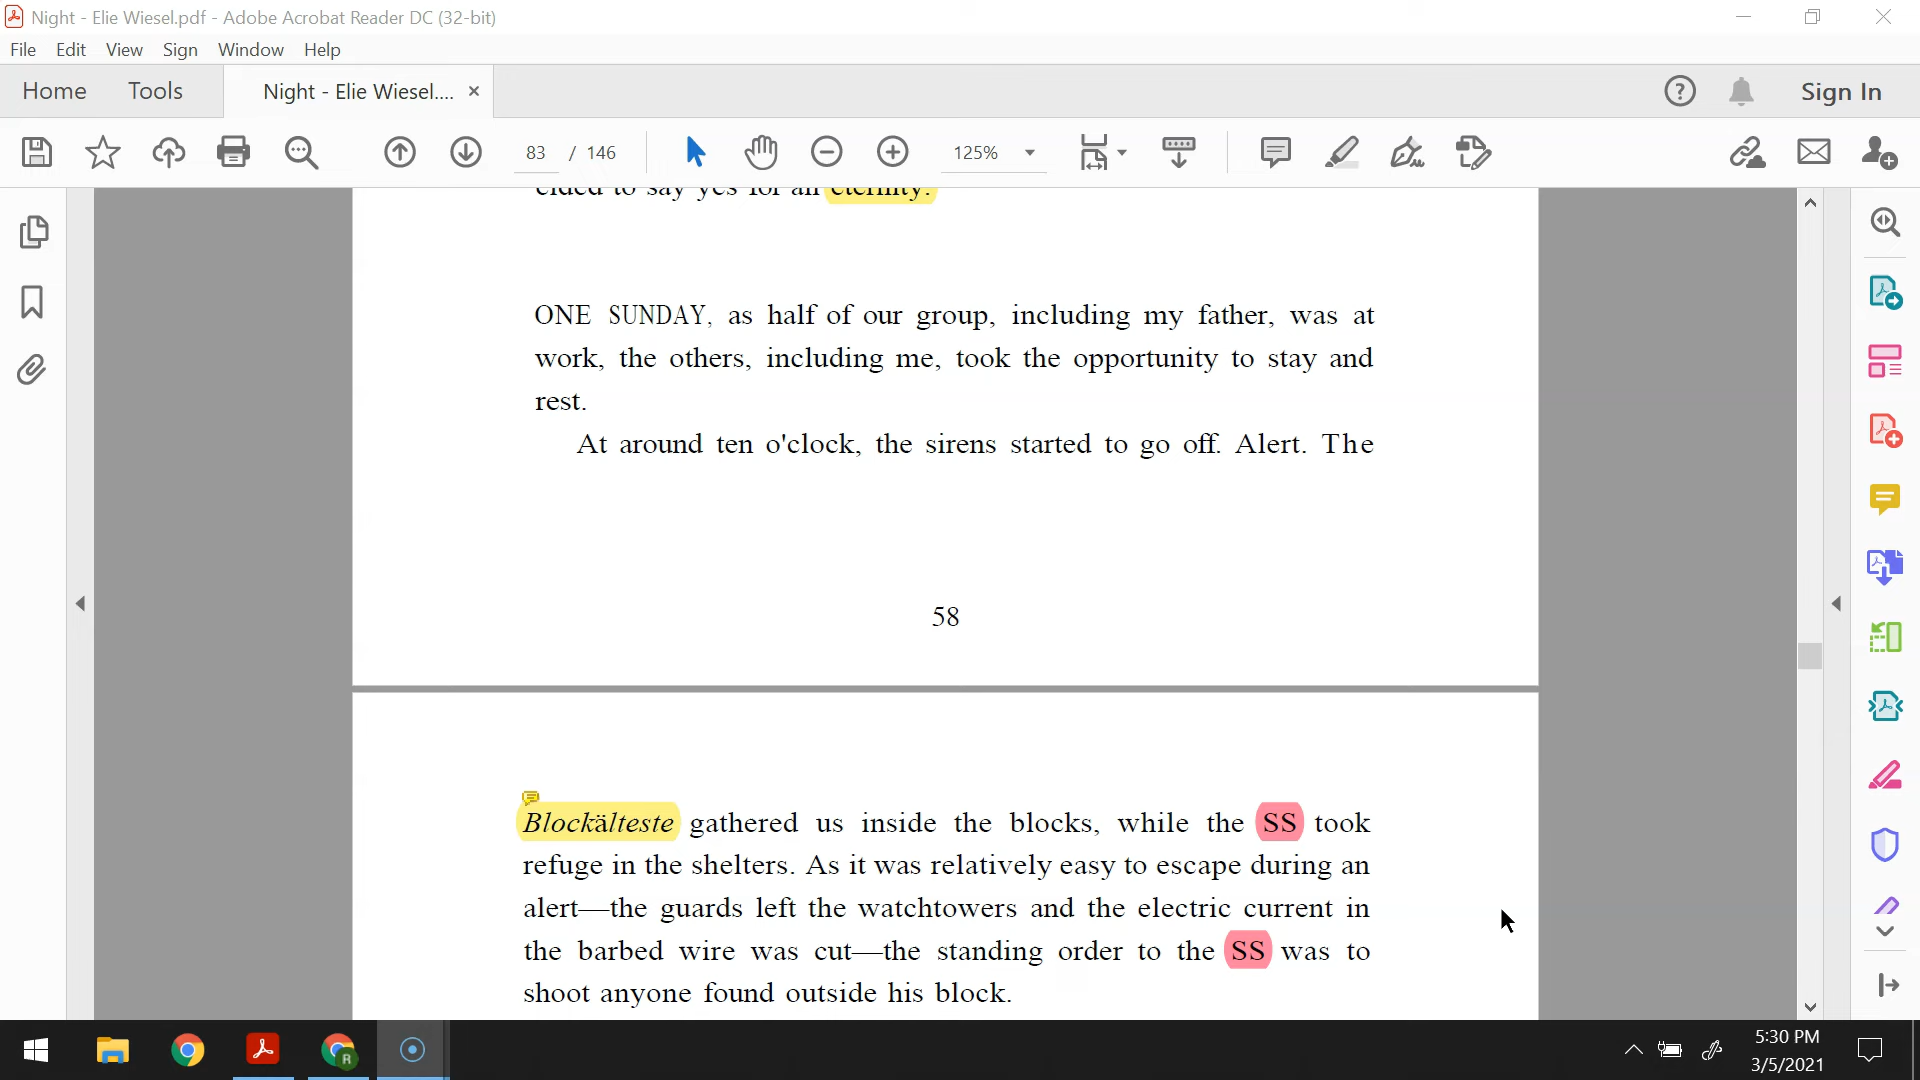 Night - Elie Wiesel.pdf - Adobe Acrobat Reader DC (32-bit)
File Edit View Sign Window Help
Home Tools Night - Elie Wiesel.... × Sign In
83 / 146 125%
cided to say yes for an eternity.
ONE SUNDAY, as half of our group, including my father, was at
work, the others, including me, took the opportunity to stay and
rest.
At around ten o'clock, the sirens started to go off. Alert. The
58
Blockälteste gathered us inside the blocks, while the SS took
refuge in the shelters. As it was relatively easy to escape during an
alert—the guards left the watchtowers and the electric current in
the barbed wire was cut—the standing order to the SS was to
shoot anyone found outside his block.
R
5:30 PM
3/5/2021